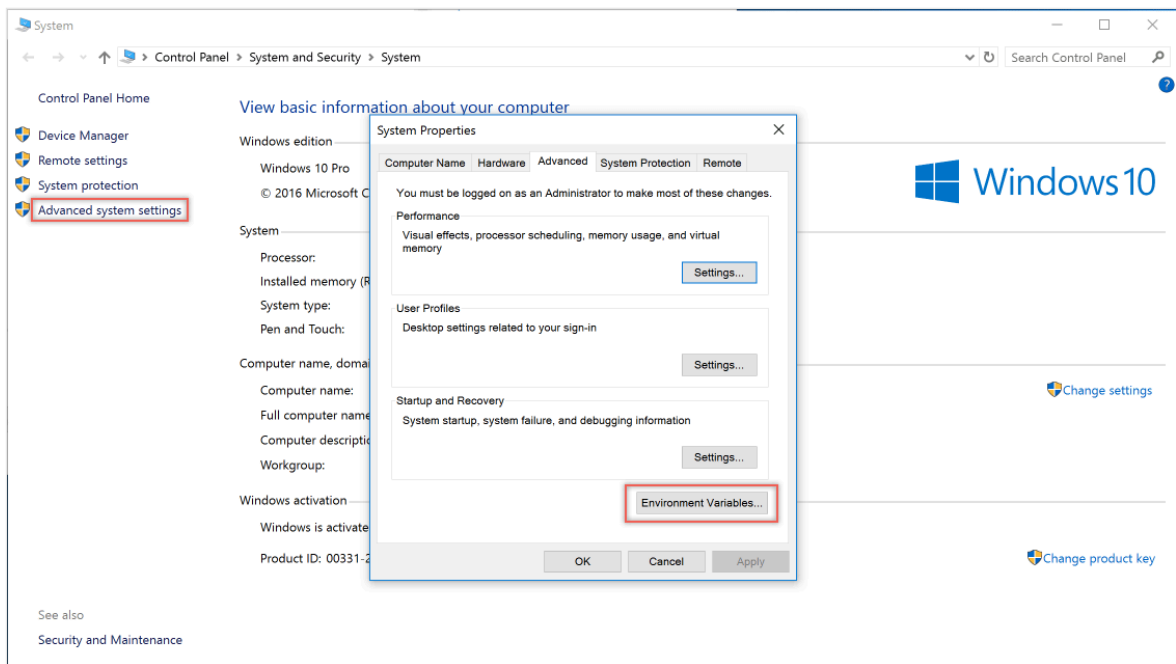 System
Control Panel > System and Security > System
Search Control Panel
Control Panel Home
Device Manager
Remote settings
System protection
Advanced system settings
See also
Security and Maintenance
View basic information about your computer
Windows edition
Windows 10 Pro
© 2016 Microsoft C
Windows 10
System
Processor:
Installed memory (R
System type:
Pen and Touch:
Computer name, domai
Computer name:
Full computer name
Computer descriptio
Workgroup:
Change settings
Windows activation
Windows is activate
Product ID: 00331-2
Change product key
System Properties
Computer Name Hardware Advanced System Protection Remote
You must be logged on as an Administrator to make most of these changes.
Performance
Visual effects, processor scheduling, memory usage, and virtual
memory
Settings...
User Profiles
Desktop settings related to your sign-in
Settings...
Startup and Recovery
System startup, system failure, and debugging information
Settings...
Environment Variables...
OK Cancel Apply